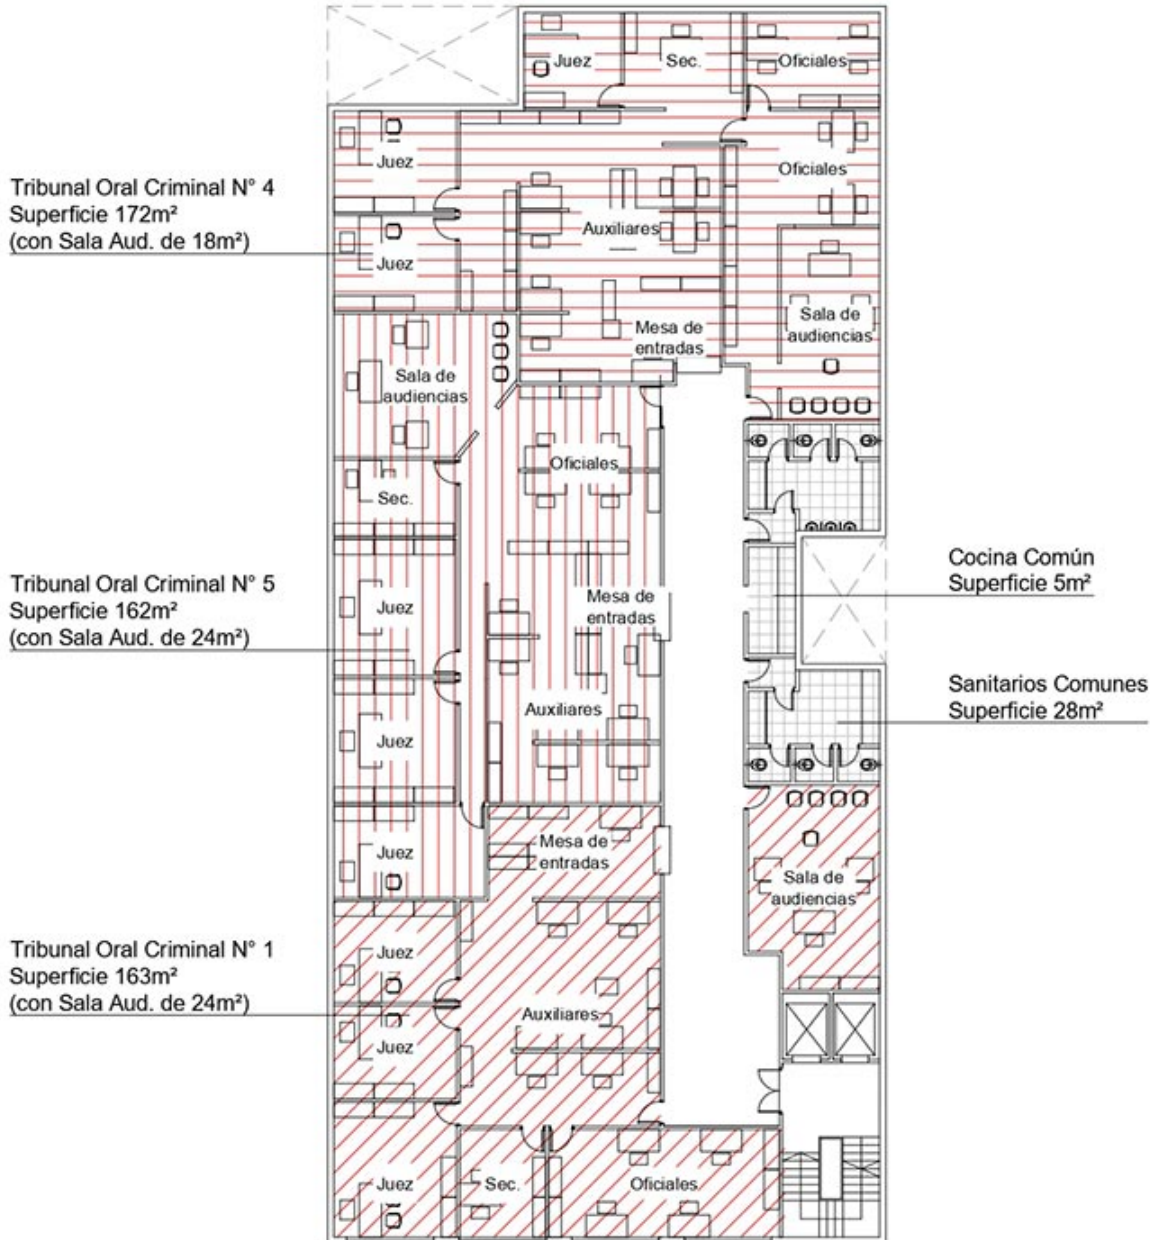 Juez
Sec.
Oficiales
Juez
Oficiales
Tribunal Oral Criminal N° 4
Superficie 172m²
(con Sala Aud. de 18m²)
Auxiliares
Juez
Sala de
audiencias
Mesa de
entradas
Sala de
audiencias
Oficiales
Sec.
Cocina Común
Superficie 5m²
Tribunal Oral Criminal N° 5
Superficie 162m²
(con Sala Aud. de 24m²)
Juez
Mesa de
entradas
Sanitarios Comunes
Superficie 28m²
Auxiliares
Juez
Mesa de
entradas
Juez
Sala de
audiencias
Tribunal Oral Criminal N° 1
Superficie 163m²
(con Sala Aud. de 24m²)
Juez
Auxiliares
Juez
Juez
Sec.
Oficiales